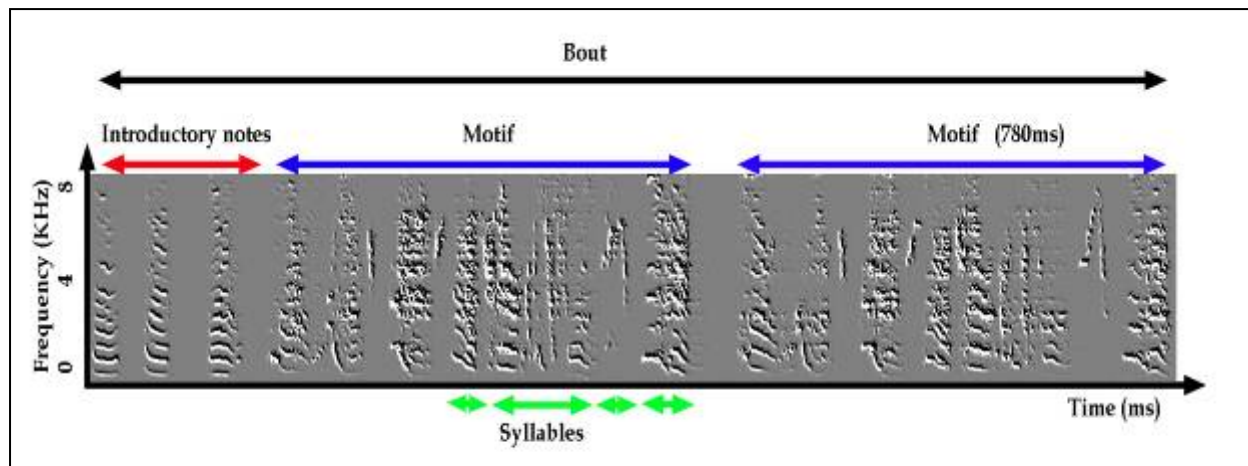 Bout
Introductory notes
Motif
Motif (780ms)
Frequency (KHz)
8
4
0
Time (ms)
Syllables